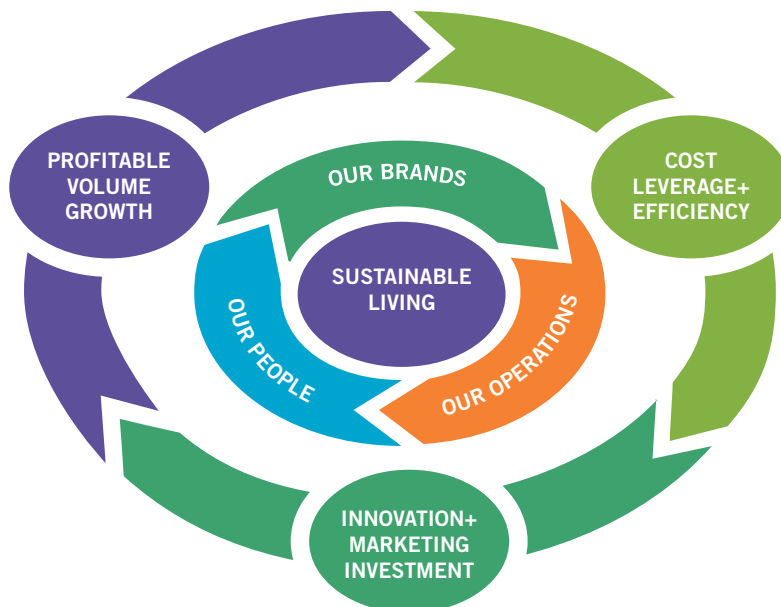 PROFITABLE
VOLUME
GROWTH
COST
LEVERAGE+
EFFICIENCY
OUR BRANDS
SUSTAINABLE
LIVING
OUR PEOPLE
OUR OPERATIONS
INNOVATION+
MARKETING
INVESTMENT